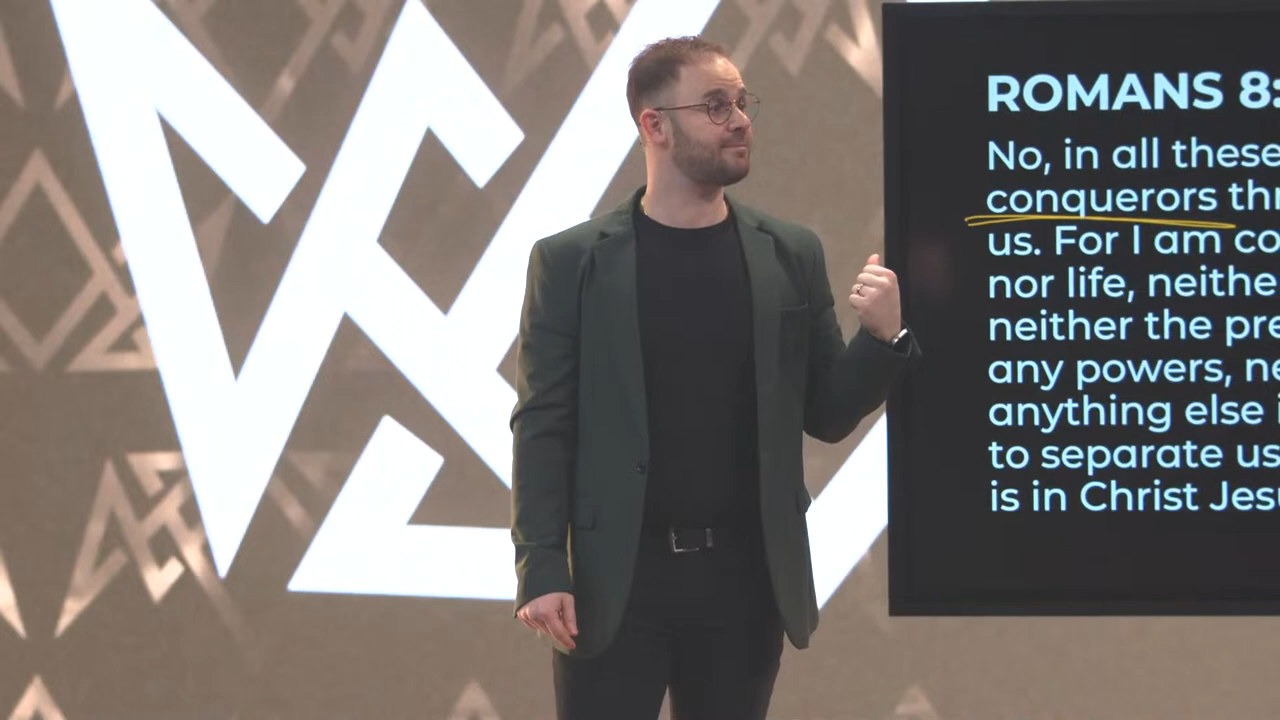 ROMANS 8:
No, in all these
conquerors thr
us. For I am co
nor life, neithe
neither the pre
any powers, ne
anything else i
to separate us
is in Christ Jesu